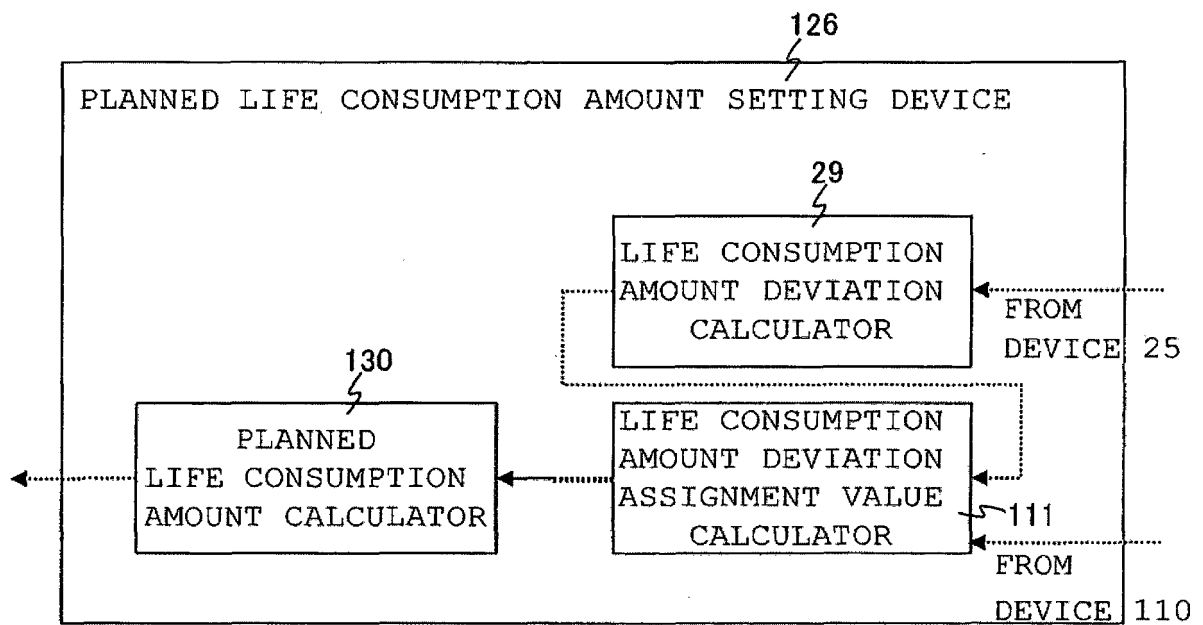 126
PLANNED LIFE CONSUMPTION AMOUNT SETTING DEVICE
29
LIFE CONSUMPTION
AMOUNT DEVIATION
CALCULATOR
FROM
DEVICE 25
130
PLANNED
LIFE CONSUMPTION
AMOUNT CALCULATOR
LIFE CONSUMPTION
AMOUNT DEVIATION
ASSIGNMENT VALUE
CALCULATOR
111
FROM
DEVICE 110